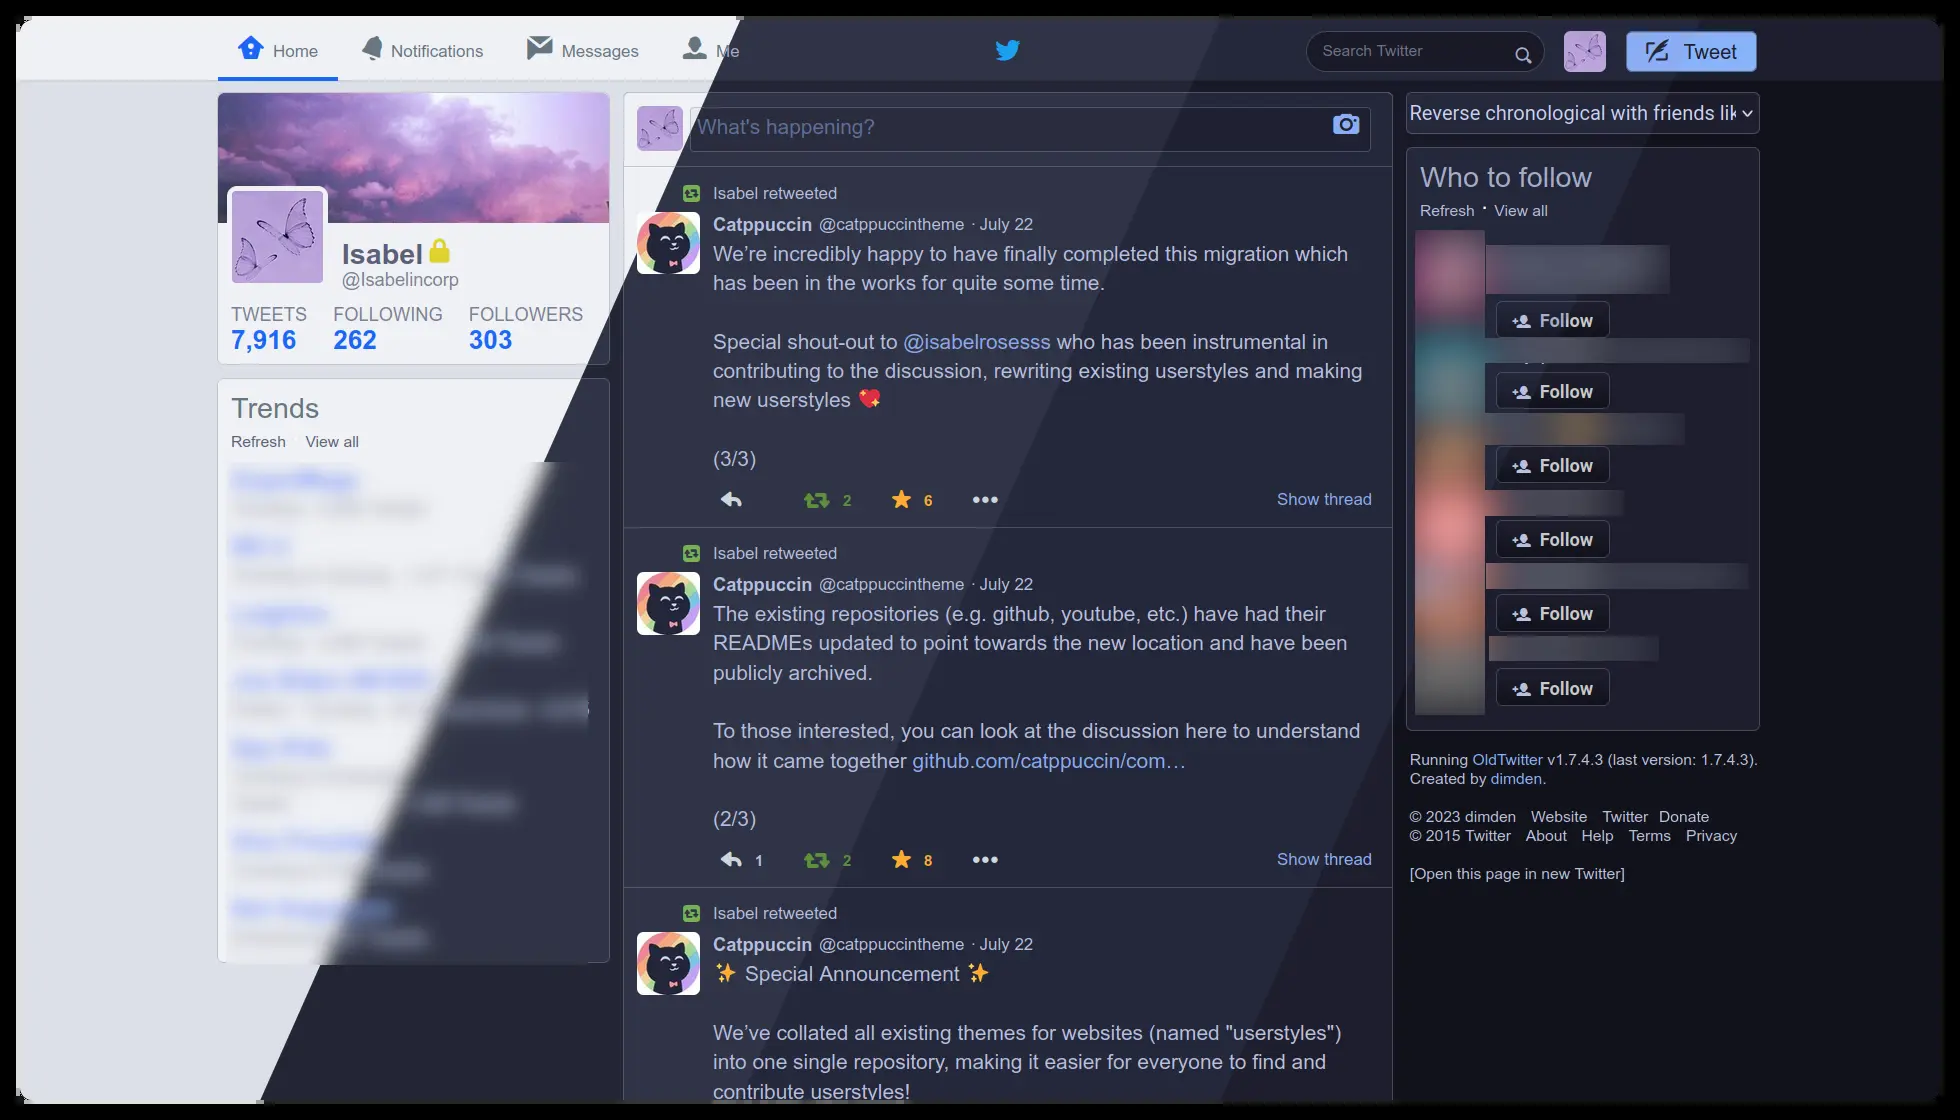 Home
Notifications
Messages
Me
Search Twitter
Tweet
Isabel
@Isabelincorp
TWEETS FOLLOWING FOLLOWERS
7,916 262 303
Trends
Refresh View all
What's happening?
Isabel retweeted
Catppuccin @catppuccintheme · July 22
We’re incredibly happy to have finally completed this migration which
has been in the works for quite some time.
Special shout-out to @isabelrosesss who has been instrumental in
contributing to the discussion, rewriting existing userstyles and making
new userstyles 💖
(3/3)
2 6 ••• Show thread
Isabel retweeted
Catppuccin @catppuccintheme · July 22
The existing repositories (e.g. github, youtube, etc.) have had their
READMEs updated to point towards the new location and have been
publicly archived.
To those interested, you can look at the discussion here to understand
how it came together github.com/catppuccin/com…
(2/3)
1 2 8 ••• Show thread
Isabel retweeted
Catppuccin @catppuccintheme · July 22
✨ Special Announcement ✨
We’ve collated all existing themes for websites (named "userstyles")
into one single repository, making it easier for everyone to find and
contribute userstyles!
Reverse chronological with friends lik
Who to follow
Refresh · View all
Follow
Follow
Follow
Follow
Follow
Follow
Running OldTwitter v1.7.4.3 (last version: 1.7.4.3).
Created by dimden.
© 2023 dimden Website Twitter Donate
© 2015 Twitter About Help Terms Privacy
[Open this page in new Twitter]